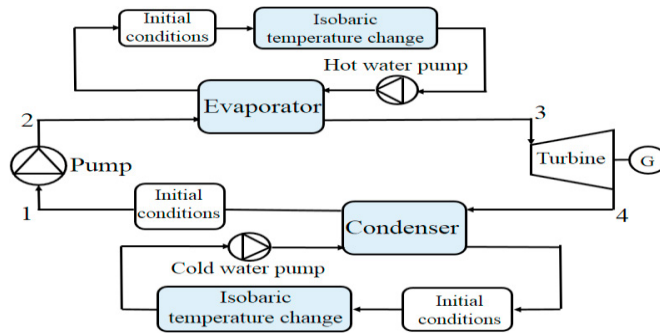 Initial
conditions
Isobaric
temperature change
Hot water pump
2
Evaporator
3
Pump
Turbine
G
1
Initial
conditions
4
Condenser
Cold water pump
Isobaric
temperature change
Initial
conditions